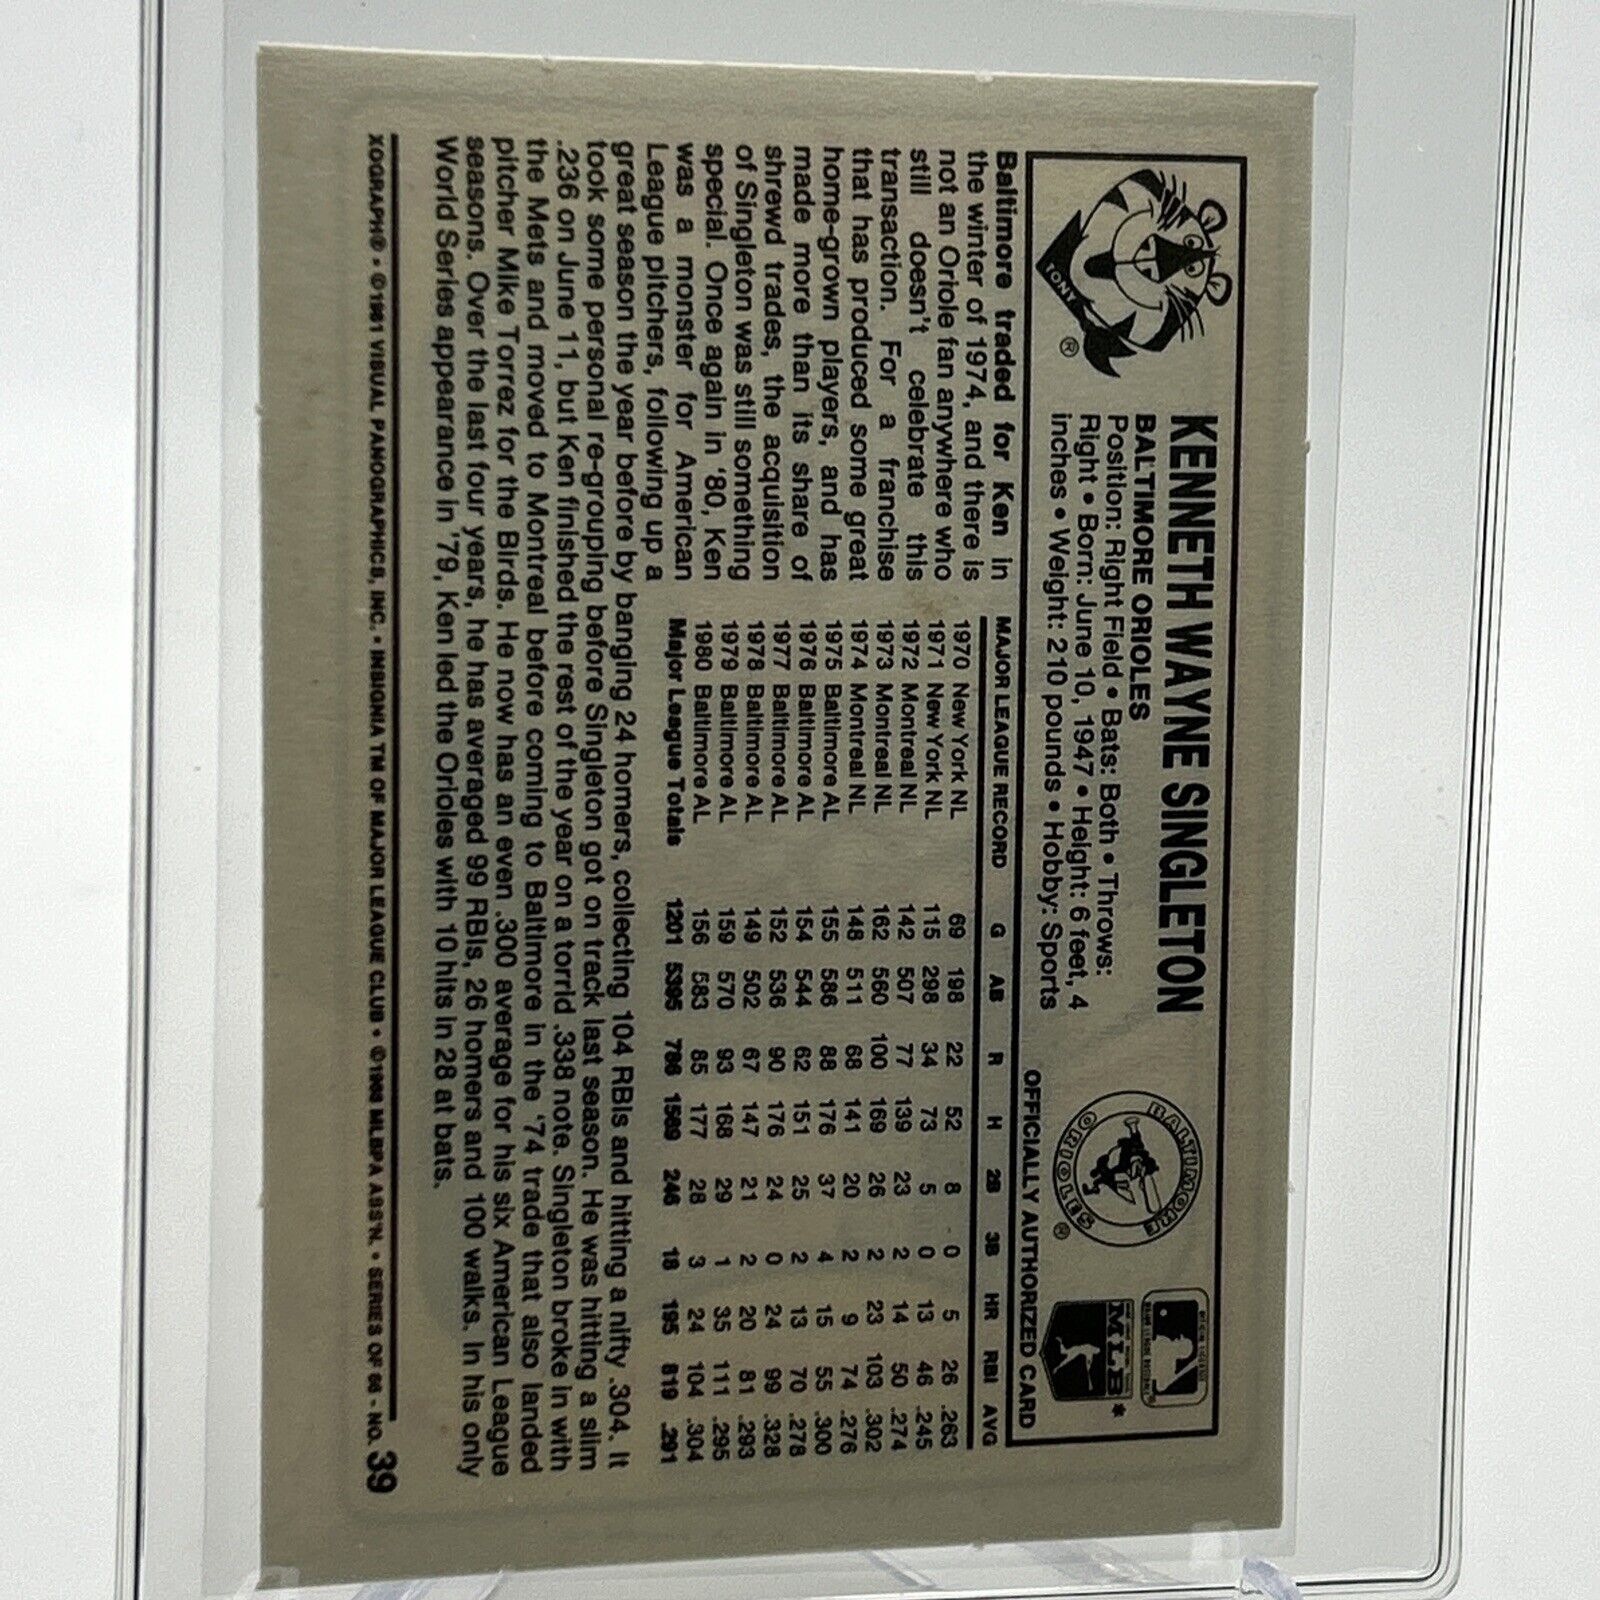 TONY
®
KENNETH WAYNE SINGLETON
BALTIMORE ORIOLES
Position: Right Field • Bats: Both • Throws:
Right • Born: June 10, 1947 • Height: 6 feet, 4
inches • Weight: 210 pounds • Hobby: Sports
BALTIMORE
ORIOLES
®
MLB
*
OFFICIALLY AUTHORIZED CARD
Baltimore traded for Ken in
the winter of 1974, and there is
not an Oriole fan anywhere who
still doesn't celebrate this
transaction. For a franchise
that has produced some great
home-grown players, and has
made more than its share of
shrewd trades, the acquisition
of Singleton was still something
special. Once again in '80, Ken
was a monster for American
League pitchers, following up a
MAJOR LEAGUE RECORD G AB R H 2B 3B HR RBI AVG
1970 New York NL 69 198 22 52 8 0 5 26 .263
1971 New York NL 115 298 34 73 5 0 13 46 .245
1972 Montreal NL 142 507 77 139 23 2 14 50 .274
1973 Montreal NL 162 560 100 169 26 2 23 103 .302
1974 Montreal NL 148 511 68 141 20 2 9 74 .276
1975 Baltimore AL 155 586 88 176 37 4 15 55 .300
1976 Baltimore AL 154 544 62 151 25 2 13 70 .278
1977 Baltimore AL 152 536 90 176 24 0 24 99 .328
1978 Baltimore AL 149 502 67 147 21 2 20 81 .293
1979 Baltimore AL 159 570 93 168 29 1 35 111 .295
1980 Baltimore AL 156 583 85 177 28 3 24 104 .304
Major League Totals 1201 5395 786 1569 246 18 195 819 .291
great season the year before by banging 24 homers, collecting 104 RBIs and hitting a nifty .304. It
took some personal re-grouping before Singleton got on track last season. He was hitting a slim
.236 on June 11, but Ken finished the rest of the year on a torrid .338 note. Singleton broke in with
the Mets and moved to Montreal before coming to Baltimore in the '74 trade that also landed
pitcher Mike Torrez for the Birds. He now has an even .300 average for his six American League
seasons. Over the last four years, he has averaged 99 RBIs, 26 homers and 100 walks. In his only
World Series appearance in '79, Ken led the Orioles with 10 hits in 28 at bats.
XOGRAPH® • ©1981 VISUAL PANOGRAPHICS, INC. • INSIGNIA TM OF MAJOR LEAGUE CLUB • ©1998 MLBPA ASS'N. • SERIES OF 66 - NO. 39